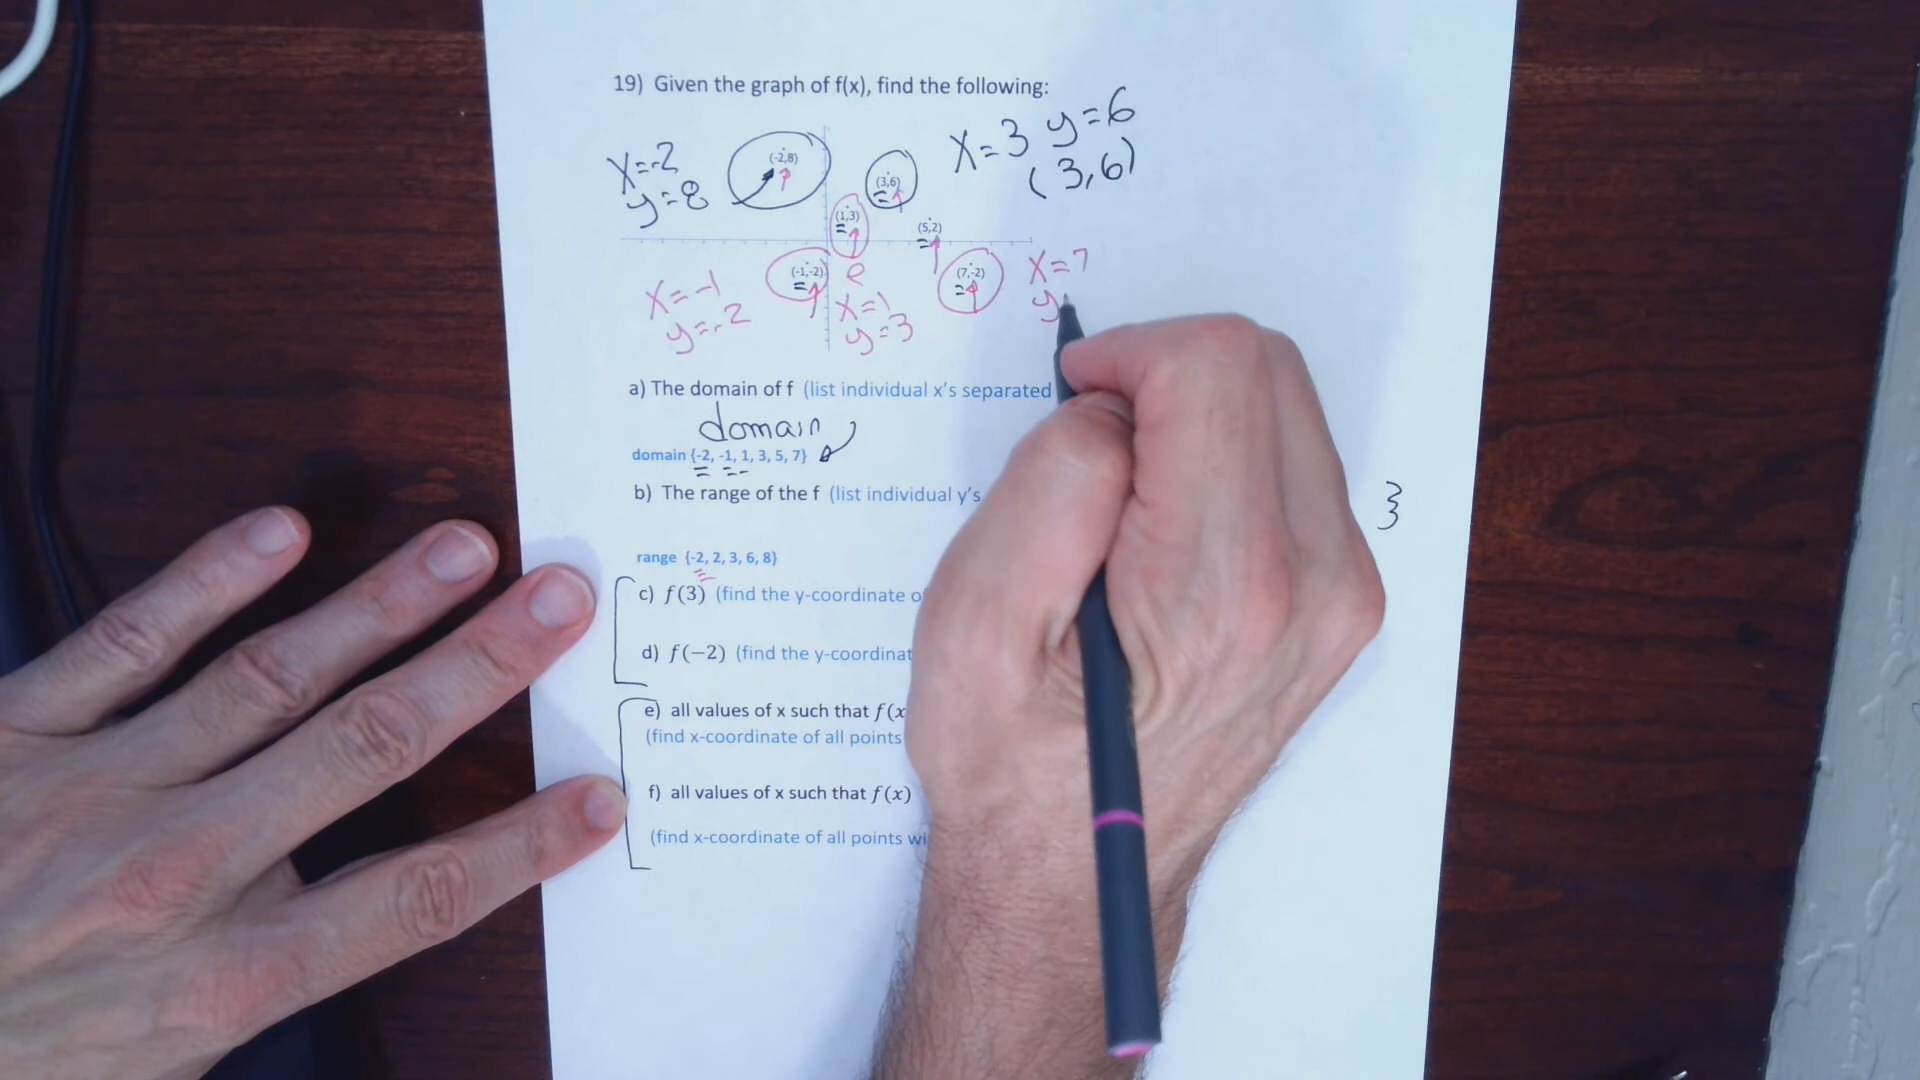 19) Given the graph of f(x), find the following:
x=-2
y=8
(-2,8)
(3,6)
x=3 y=6
(3,6)
(1,3)
(5,2)
(-1,-2)
(7,-2)
x=7
y
x=-1
y=-2
x=1
y=3
a) The domain of f (list individual x's separated
domain
domain {-2, -1, 1, 3, 5, 7}
b) The range of the f (list individual y's
}
range {-2, 2, 3, 6, 8}
c) f(3) (find the y-coordinate
d) f(−2) (find the
e) all values of x such that f(x
(find x-coordinate of all points
f) all values of x such that f(x)
(find x-coordinate of all points